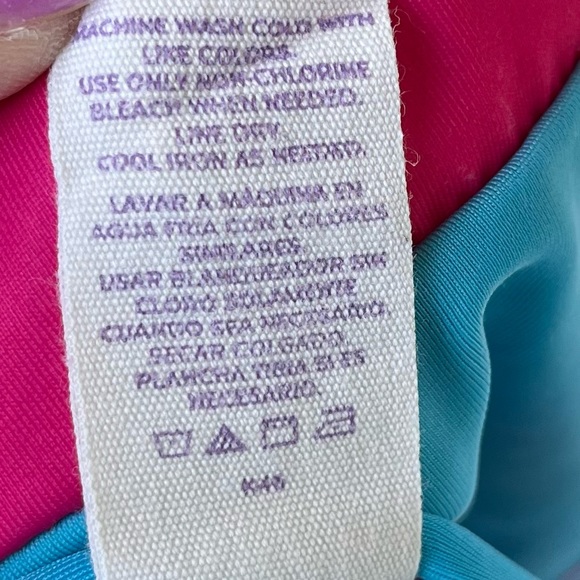 MACHINE WASH COLD WITH
LIKE COLORS.
USE ONLY NON-CHLORINE
BLEACH WHEN NEEDED.
LINE DRY.
COOL IRON AS NEEDED.
LAVAR A MÁQUINA EN
AGUA FRIA CON COLORES
SIMILARES.
USAR BLANQUEADOR SIN
CLORO SOLAMENTE
CUANDO SEA NECESARIO.
SECAR COLGADO.
PLANCHA TIBIA SI ES
NECESARIO.